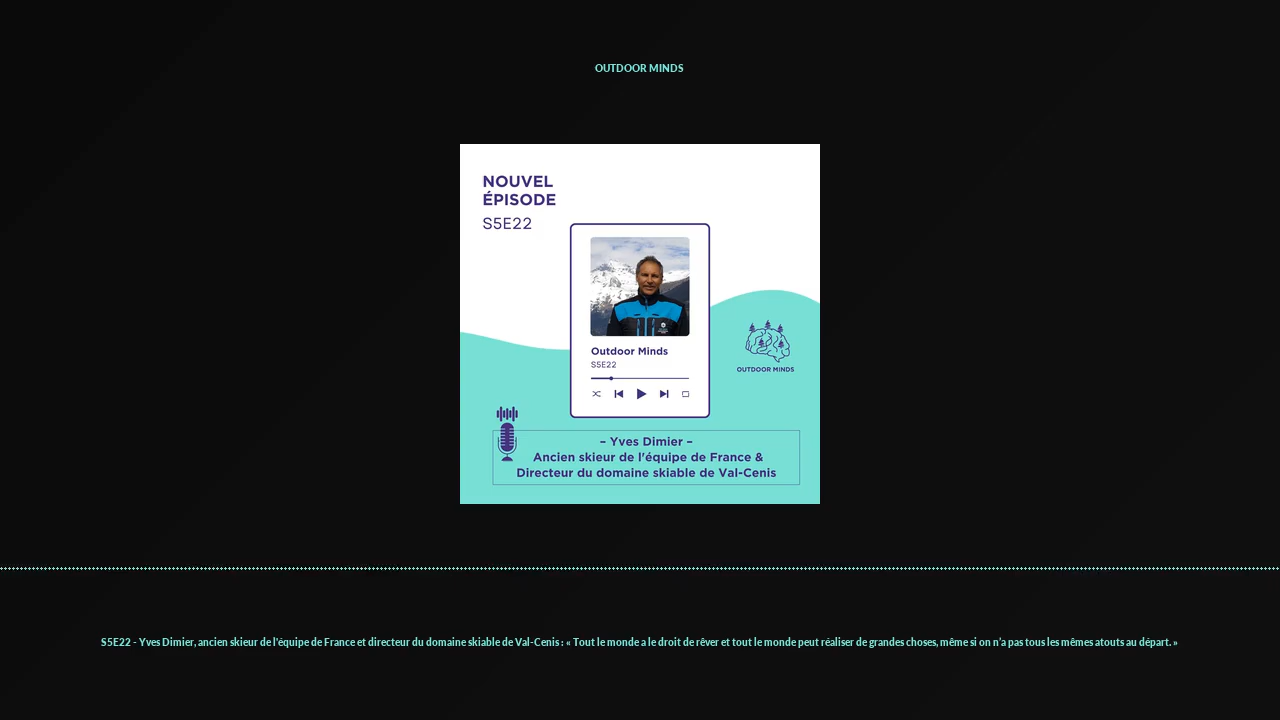 OUTDOOR MINDS
NOUVEL
ÉPISODE
S5E22
Outdoor Minds
S5E22
OUTDOOR MINDS
– Yves Dimier –
Ancien skieur de l'équipe de France &
Directeur du domaine skiable de Val-Cenis
S5E22 - Yves Dimier, ancien skieur de l'équipe de France et directeur du domaine skiable de Val-Cenis : « Tout le monde a le droit de rêver et tout le monde peut réaliser de grandes choses, même si on n’a pas tous les mêmes atouts au départ. »